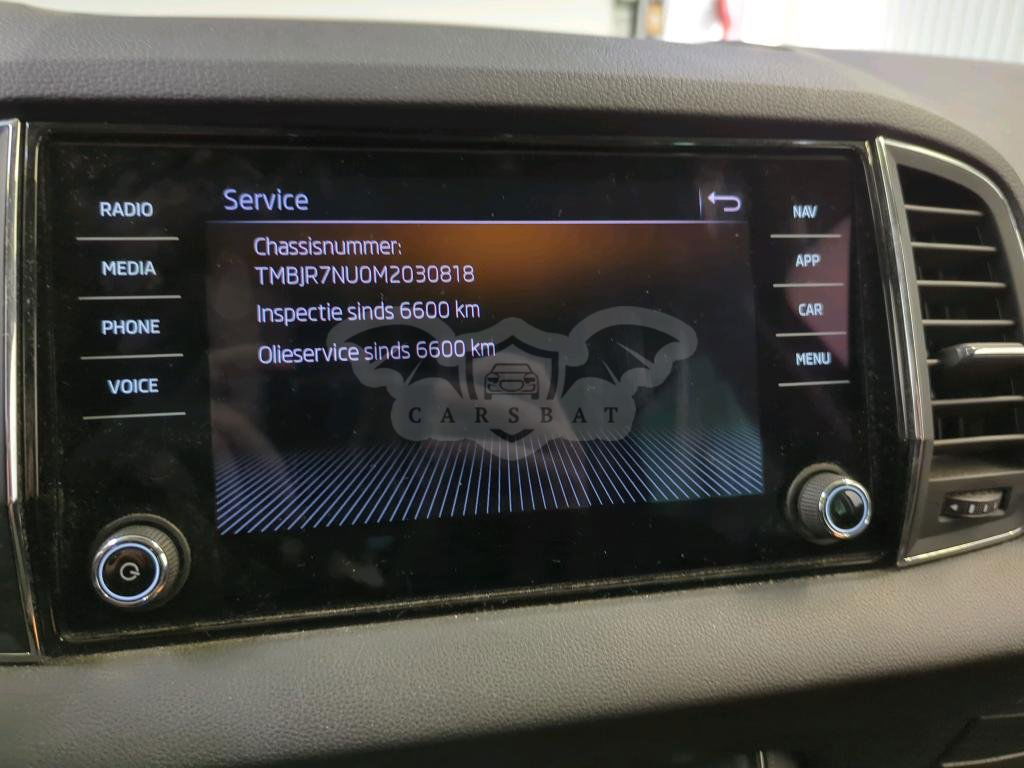 Service
RADIO
MEDIA
PHONE
VOICE
Chassisnummer:
TMBJR7NU0M2030818
Inspectie sinds 6600 km
Olieservice sinds 6600 km
NAV
APP
CAR
MENU
CARSBAT